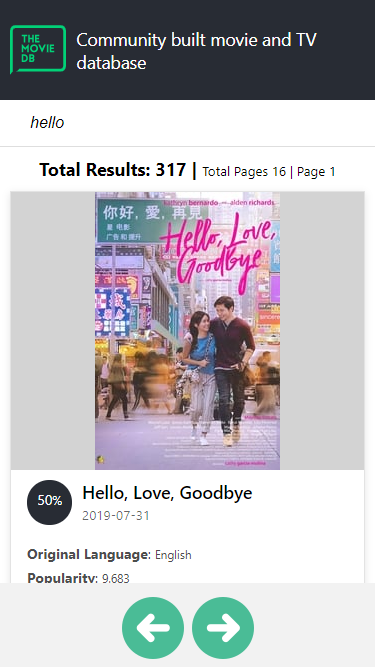 THE
MOVIE
DB
Community built movie and TV
database
hello
Total Results: 317 | Total Pages 16 | Page 1
kathryn bernardo alden richards
你好, 愛, 再見
Hello, Love,
Goodbye
50%
Hello, Love, Goodbye
2019-07-31
Original Language: English
Popularity: 9.683